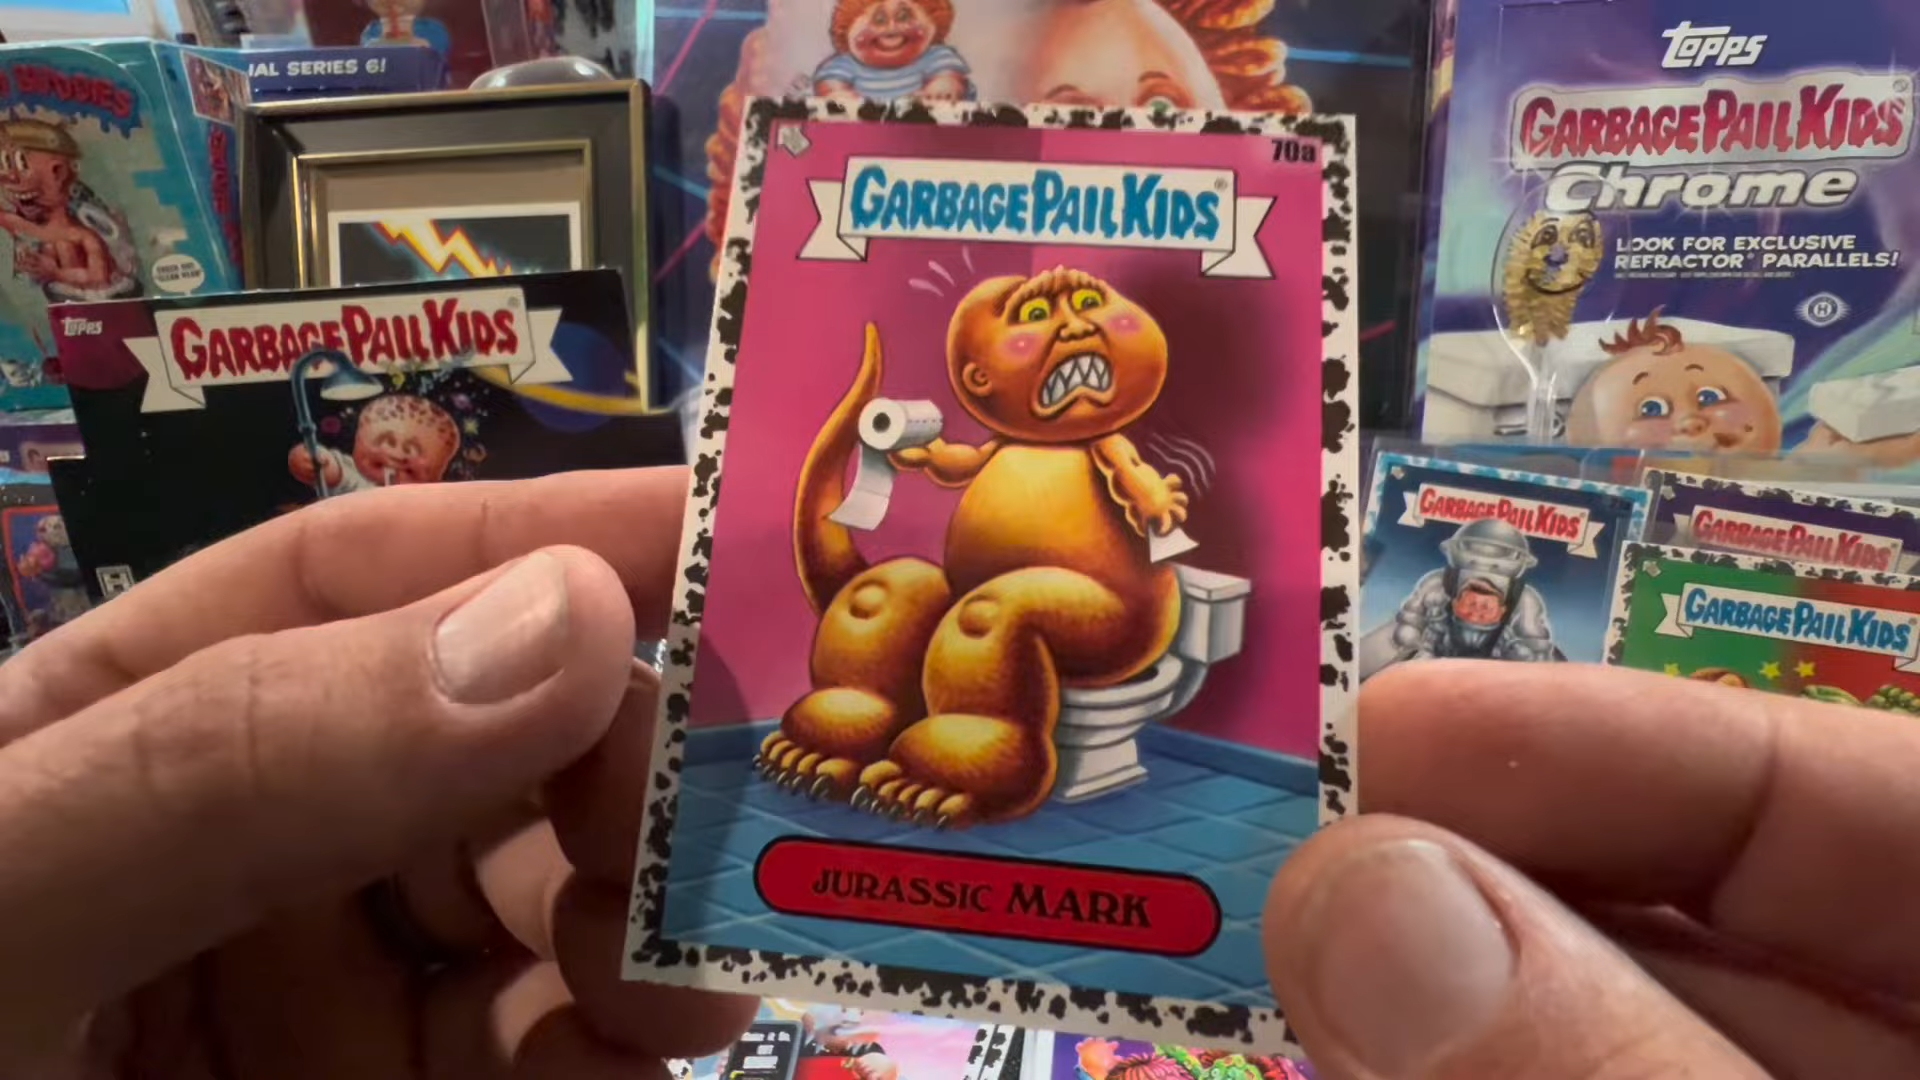 IAL SERIES 6!
topps
GARBAGE PAIL KIDS
Chrome
LOOK FOR EXCLUSIVE
REFRACTOR® PARALLELS!
H
topps
GARBAGE PAIL KIDS®
70a
GARBAGE PAIL KIDS®
JURASSIC MARK
GARBAGE PAIL KIDS
GARBAGE PAIL KIDS
GARBAGE PAIL KIDS